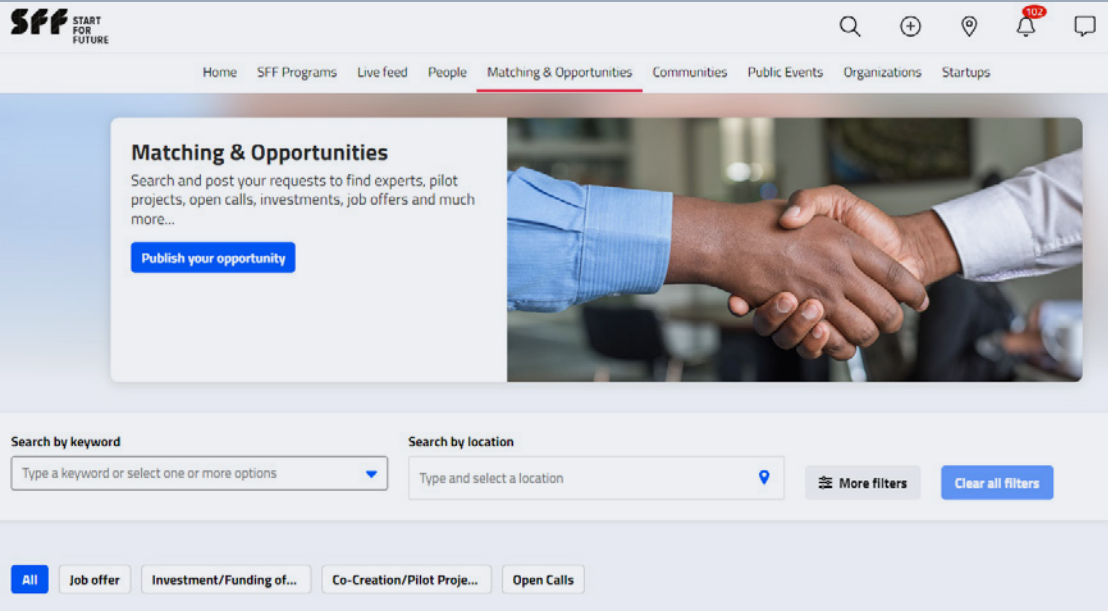 SFF START
FOR
FUTURE
102
Home SFF Programs Live feed People Matching & Opportunities Communities Public Events Organizations Startups
Matching & Opportunities
Search and post your requests to find experts, pilot
projects, open calls, investments, job offers and much
more...
Publish your opportunity
Search by keyword
Search by location
Type a keyword or select one or more options
Type and select a location
More filters
Clear all filters
All
Job offer
Investment/Funding of...
Co-Creation/Pilot Proje...
Open Calls